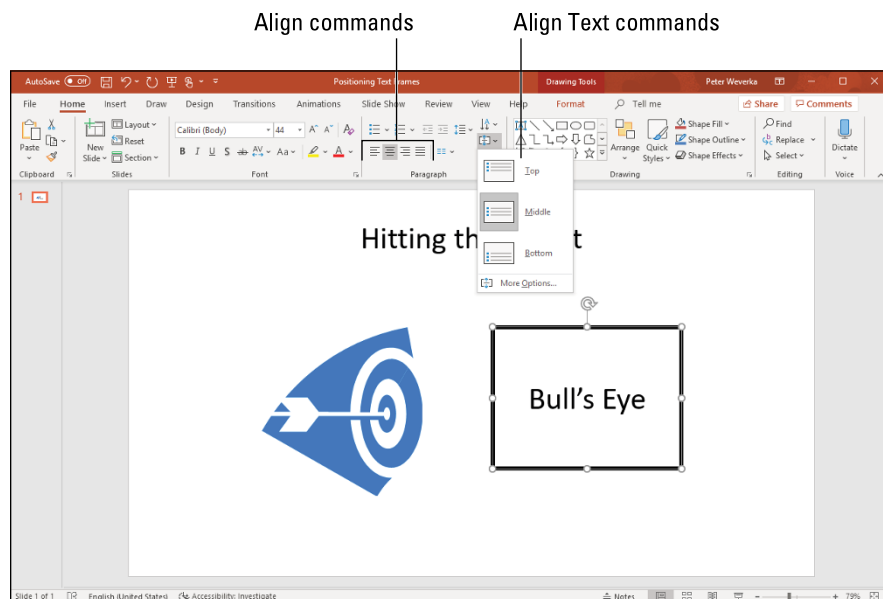 Align commands Align Text commands
AutoSave Off Positioning Text Frames Drawing Tools Peter Weverka
File Home Insert Draw Design Transitions Animations Slide Show Review View Help Format Tell me Share Comments
Paste New Slide Layout Reset Section Calibri (Body) 44 A A A Arrange Quick Styles Shape Fill Shape Outline Shape Effects Find Replace Select Dictate
B I U S ab AV Aa A
Clipboard Slides Font Paragraph Drawing Editing Voice
1
Top
Middle
Bottom
More Options...
Hitting th t
Bull's Eye
Slide 1 of 1 English (United States) Accessibility: Investigate Notes 79%